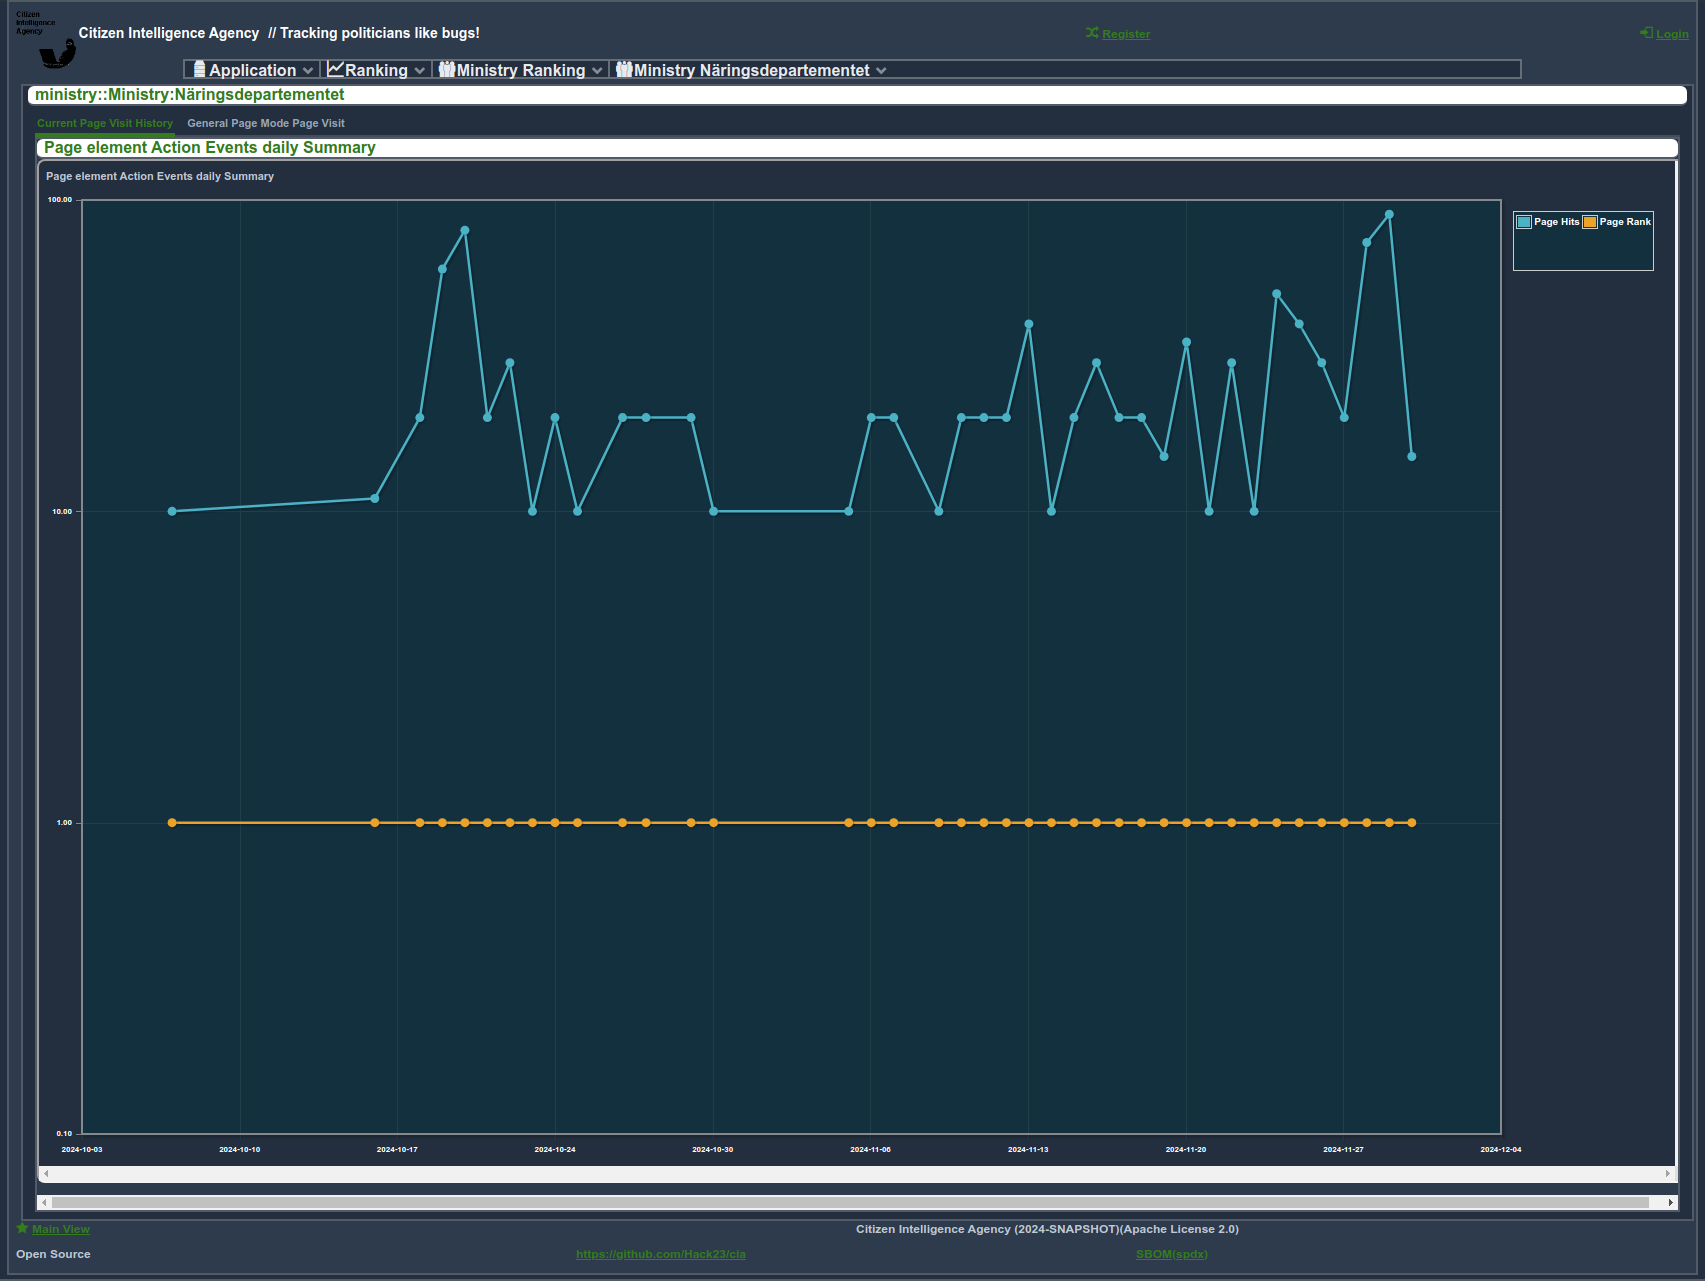 Citizen
Intelligence
Agency
Citizen Intelligence Agency // Tracking politicians like bugs!
Register
Login
Application
Ranking
Ministry Ranking
Ministry Näringsdepartementet
ministry::Ministry:Näringsdepartementet
Current Page Visit History
General Page Mode Page Visit
Page element Action Events daily Summary
Page element Action Events daily Summary
100.00
10.00
1.00
0.10
Page Hits
Page Rank
2024-10-03
2024-10-10
2024-10-17
2024-10-24
2024-10-30
2024-11-06
2024-11-13
2024-11-20
2024-11-27
2024-12-04
Main View
Citizen Intelligence Agency (2024-SNAPSHOT)(Apache License 2.0)
Open Source
https://github.com/Hack23/cia
SBOM(spdx)